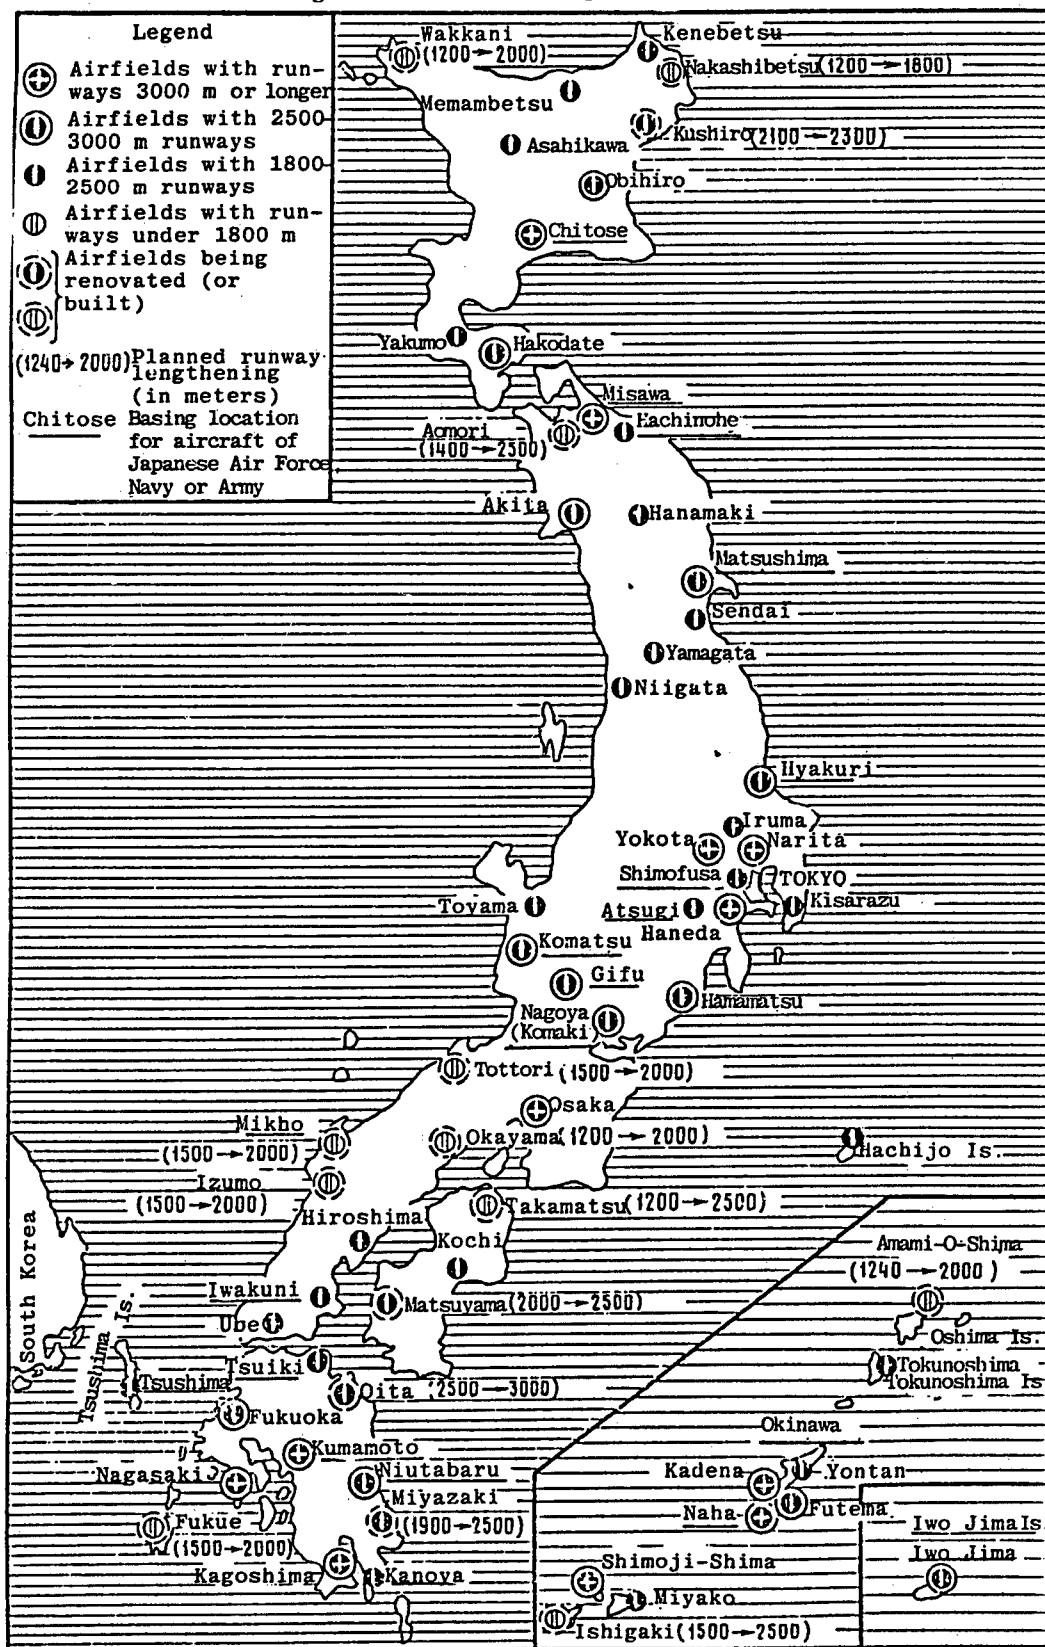 Legend
Airfields with run-
ways 3000 m or longer
Airfields with 2500-
3000 m runways
Airfields with 1800-
2500 m runways
Airfields with run-
ways under 1800 m
Airfields being
renovated (or
built)
(1240→2000) Planned runway
lengthening
(in meters)
Chitose Basing location
for aircraft of
Japanese Air Force,
Navy or Army
Wakkani
(1200→2000)
Kenebetsu
Nakashibetsu (1200→1800)
Memambetsu
Kushiro (2100→2300)
Asahikawa
Obihiro
Chitose
Yakumo
Hakodate
Misawa
Aomori
(1400→2500)
Eachinohe
Akita
Hanamaki
Matsushima
Sendai
Yamagata
Niigata
Hyakuri
Iruma
Yokota
Narita
Shimofusa
TOKYO
Toyama
Atsugi
Kisarazu
Haneda
Komatsu
Gifu
Hamamatsu
Nagoya
(Komaki)
Tottori (1500→2000)
Osaka
Mikho
(1500→2000)
Okayama (1200→2000)
Hachijo Is.
Izumo
(1500→2000)
Takamatsu (1200→2500)
Hiroshima
Kochi
South Korea
Tsushima Is.
Iwakuni
Matsuyama (2000→2500)
Ube
Tsuiki
Tsushima
Oita (2500→3000)
Fukuoka
Kumamoto
Nagasaki
Niutabaru
Miyazaki
(1900→2500)
Fukue
(1500→2000)
Kagoshima
Kanoya
Amami-O-Shima
(1240→2000)
Oshima Is.
Tokunoshima
Tokunoshima Is
Okinawa
Kadena
Yontan
Naha
Futema
Iwo Jima Is.
Iwo Jima
Shimoji-Shima
Miyako
Ishigaki (1500→2500)